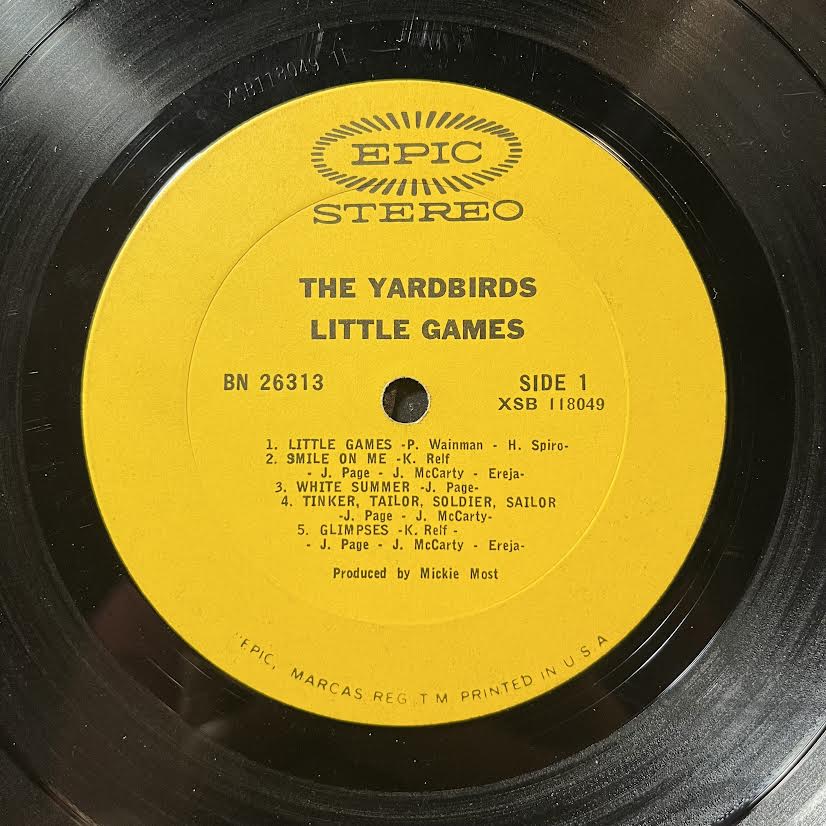 XSB118049 1L
EPIC
STEREO
THE YARDBIRDS
LITTLE GAMES
BN 26313
SIDE 1
XSB 118049
1. LITTLE GAMES -P. Wainman - H. Spiro-
2. SMILE ON ME -K. Relf
- J. Page - J. McCarty - Ereja-
3. WHITE SUMMER -J. Page-
4. TINKER, TAILOR, SOLDIER, SAILOR
-J. Page - J. McCarty-
5. GLIMPSES -K. Relf -
- J. Page - J. McCarty - Ereja-
Produced by Mickie Most
"EPIC, MARCAS REG. T M PRINTED IN U.S.A